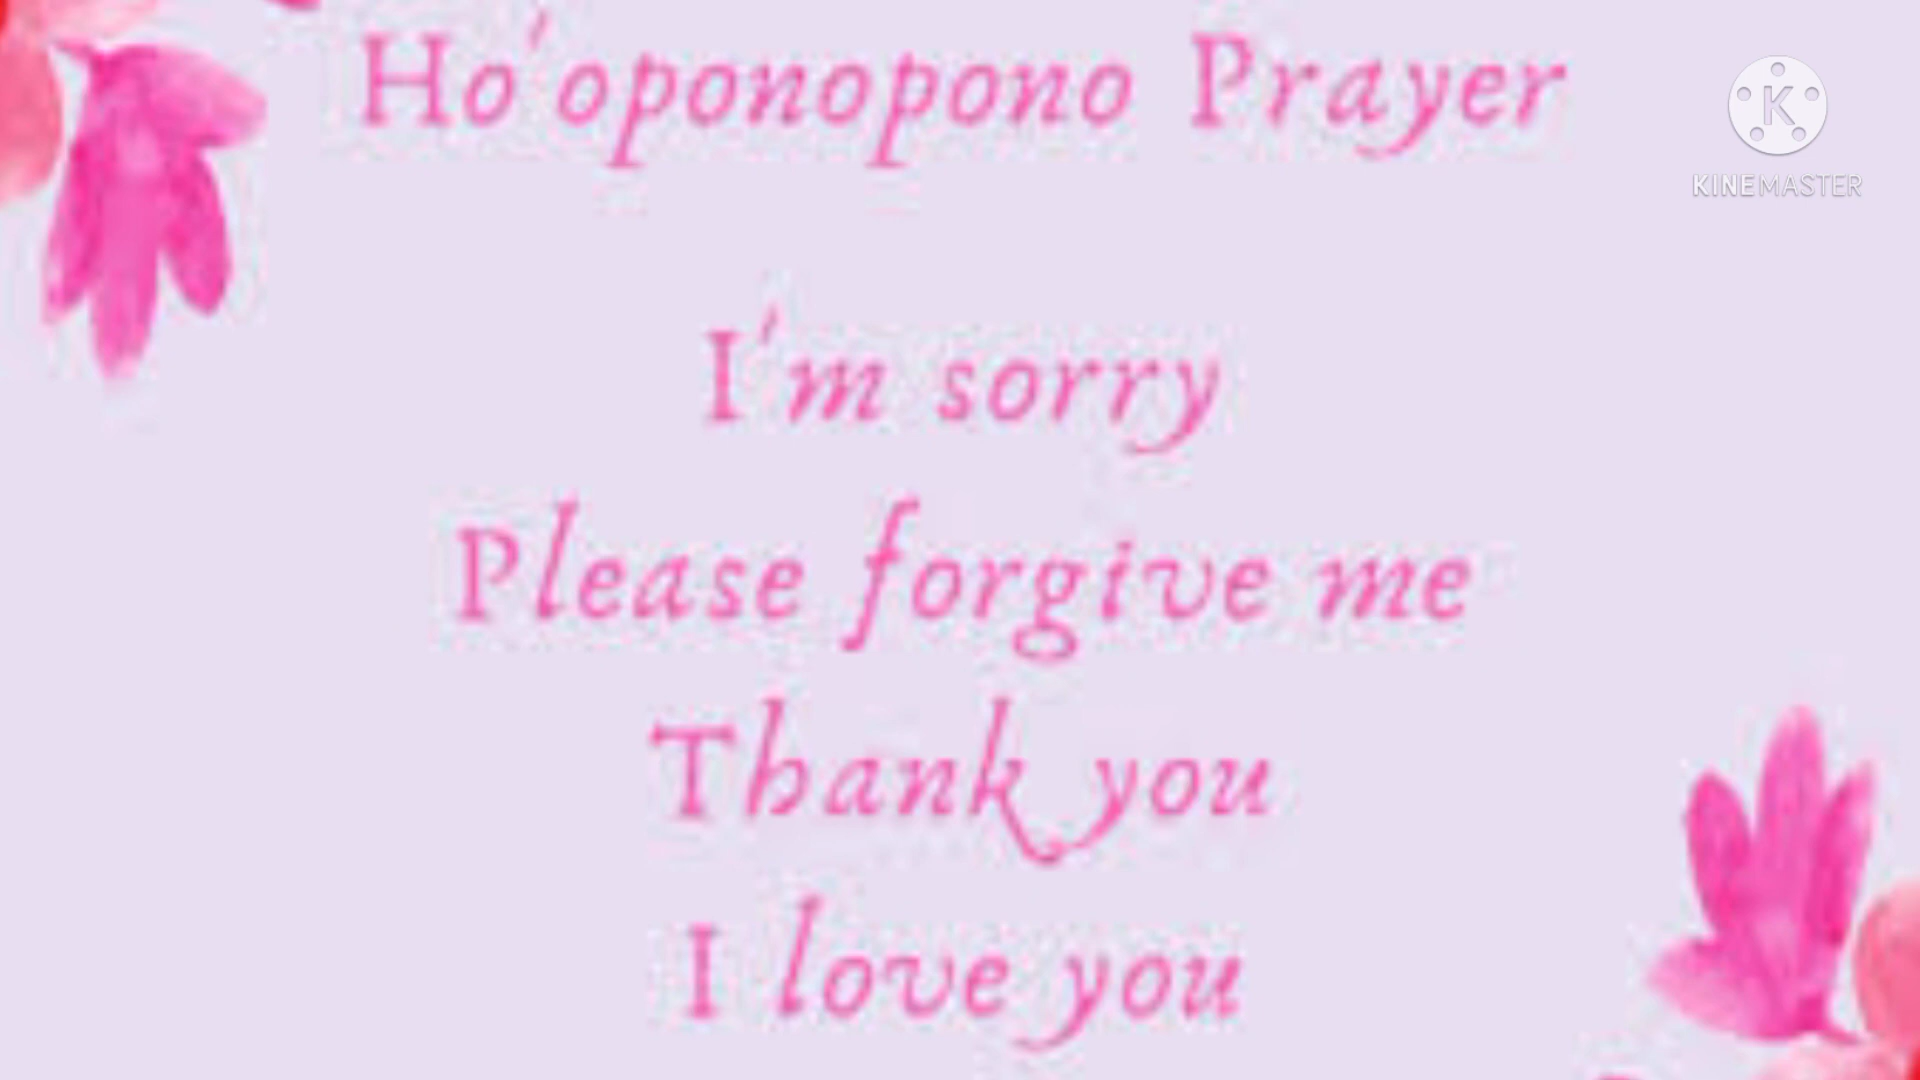 Ho'oponopono Prayer
K
KINEMASTER
I'm sorry
Please forgive me
Thank you
I love you